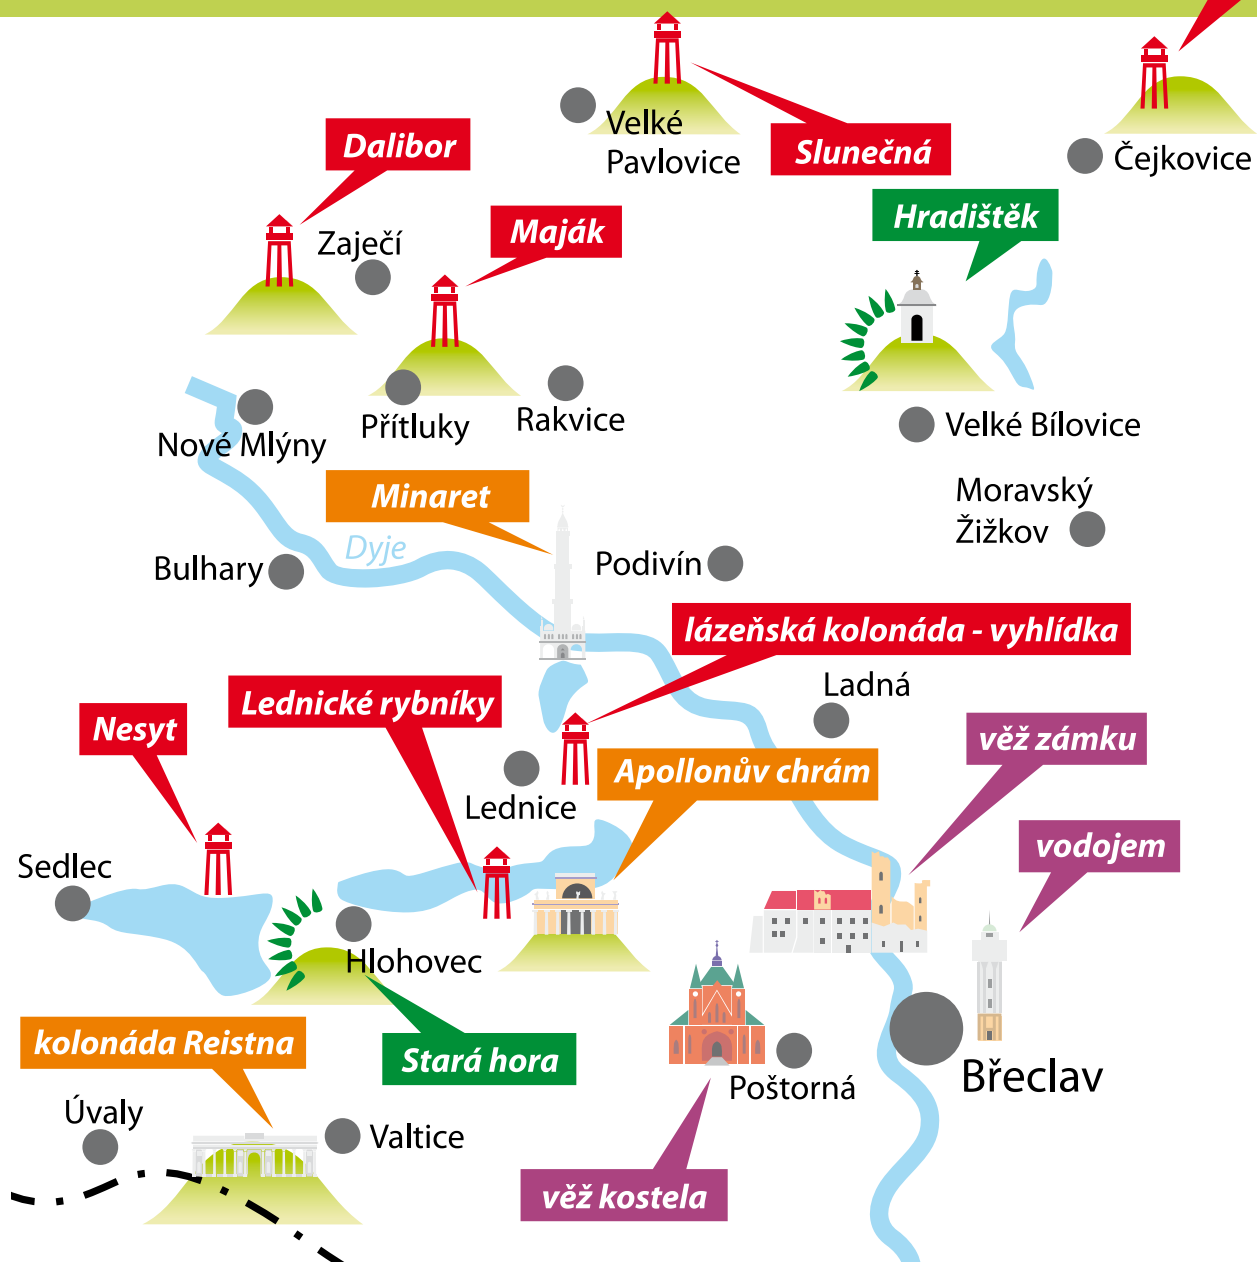 Velké
Pavlovice
Slunečná
Čejkovice
Dalibor
Hradištěk
Zaječí
Maják
Nové Mlýny
Přítluky
Rakvice
Velké Bílovice
Minaret
Moravský
Žižkov
Dyje
Bulhary
Podivín
lázeňská kolonáda - vyhlídka
Ladná
Lednické rybníky
Nesyt
věž zámku
Apollonův chrám
Lednice
vodojem
Sedlec
Hlohovec
kolonáda Reistna
Stará hora
Břeclav
Poštorná
Úvaly
Valtice
věž kostela